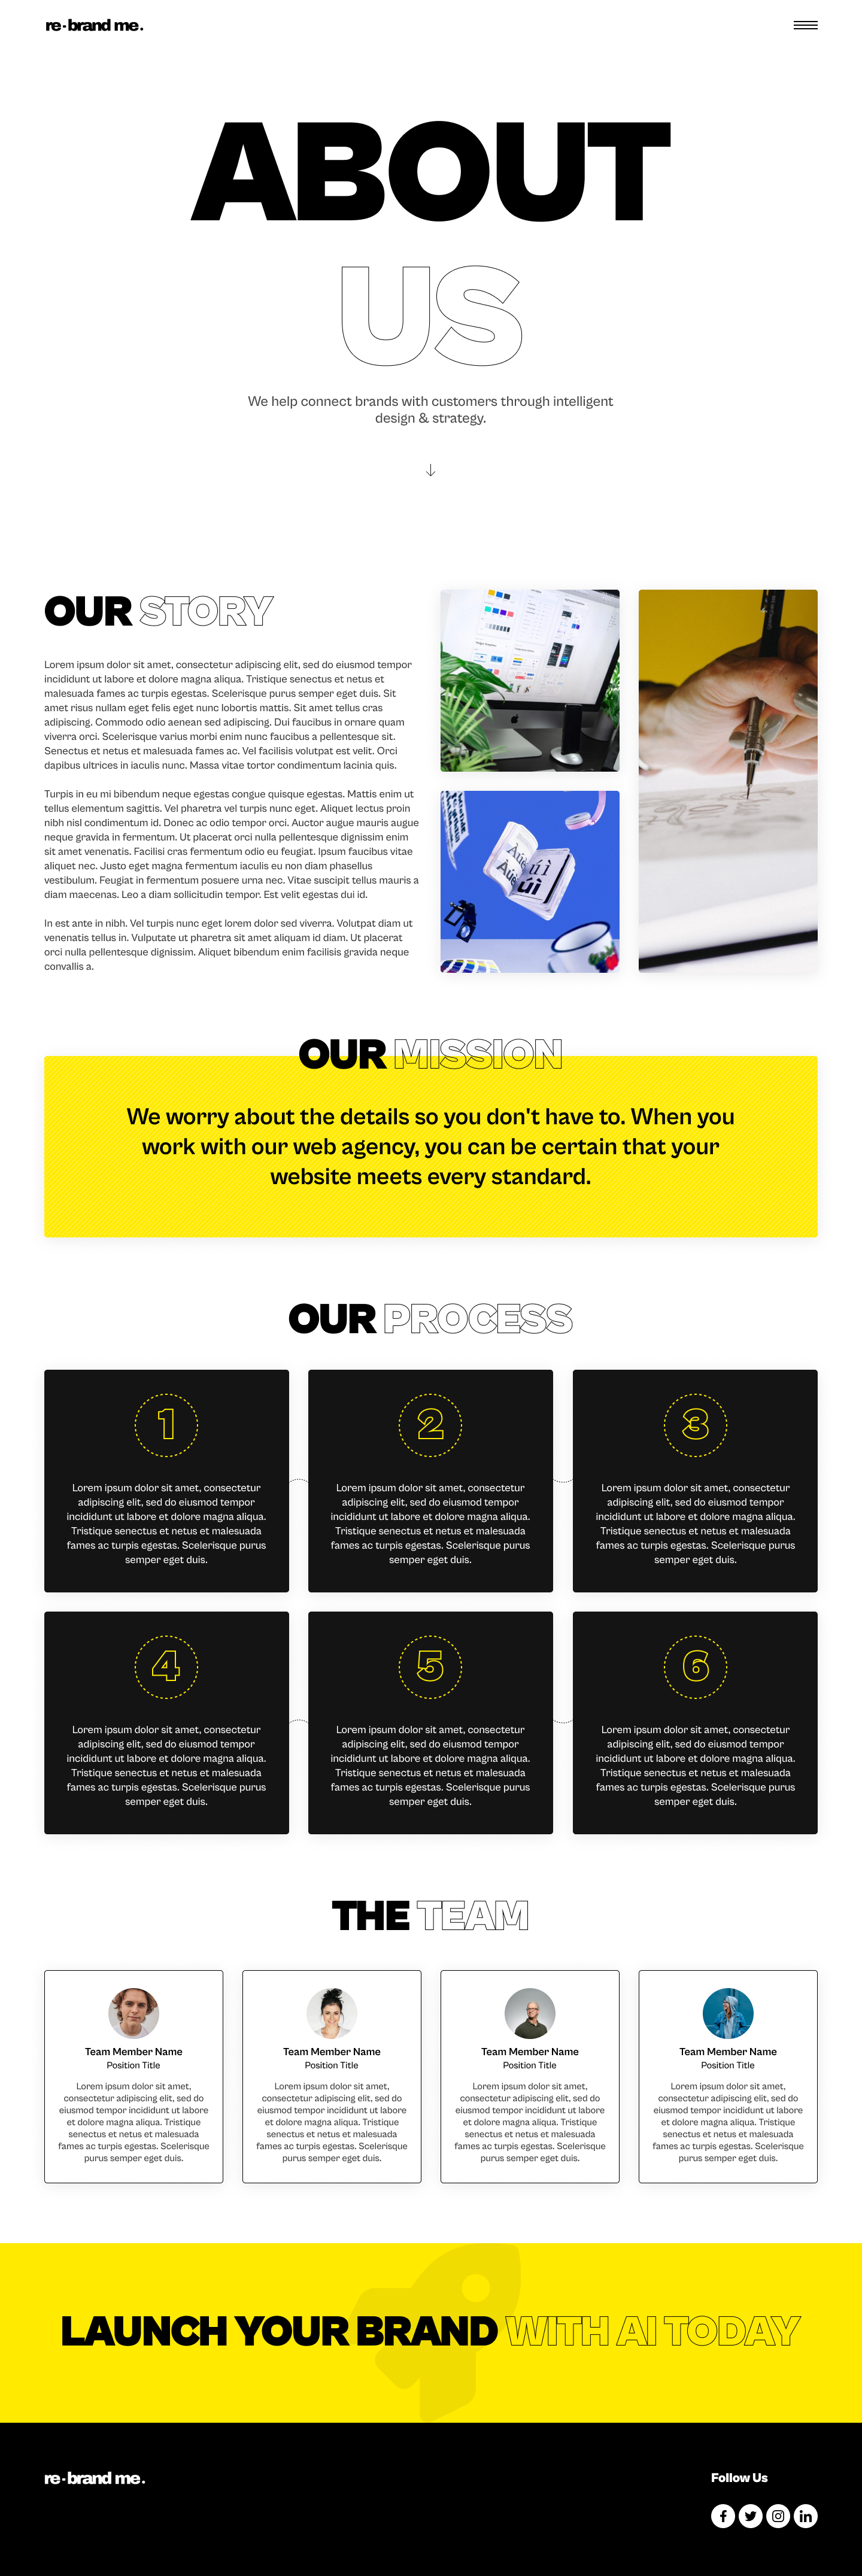 re·brand me.
ABOUT
US
We help connect brands with customers through intelligent
design & strategy.
OUR STORY
Lorem ipsum dolor sit amet, consectetur adipiscing elit, sed do eiusmod tempor
incididunt ut labore et dolore magna aliqua. Tristique senectus et netus et
malesuada fames ac turpis egestas. Scelerisque purus semper eget duis. Sit
amet risus nullam eget felis eget nunc lobortis mattis. Sit amet tellus cras
adipiscing. Commodo odio aenean sed adipiscing. Dui faucibus in ornare quam
viverra orci. Scelerisque varius morbi enim nunc faucibus a pellentesque sit.
Senectus et netus et malesuada fames ac. Vel facilisis volutpat est velit. Orci
dapibus ultrices in iaculis nunc. Massa vitae tortor condimentum lacinia quis.
Turpis in eu mi bibendum neque egestas congue quisque egestas. Mattis enim ut
tellus elementum sagittis. Vel pharetra vel turpis nunc eget. Aliquet lectus proin
nibh nisl condimentum id. Donec ac odio tempor orci. Auctor augue mauris augue
neque gravida in fermentum. Ut placerat orci nulla pellentesque dignissim enim
sit amet venenatis. Facilisi cras fermentum odio eu feugiat. Ipsum faucibus vitae
aliquet nec. Justo eget magna fermentum iaculis eu non diam phasellus
vestibulum. Feugiat in fermentum posuere urna nec. Vitae suscipit tellus mauris a
diam maecenas. Leo a diam sollicitudin tempor. Est velit egestas dui id.
In est ante in nibh. Vel turpis nunc eget lorem dolor sed viverra. Volutpat diam ut
venenatis tellus in. Vulputate ut pharetra sit amet aliquam id diam. Ut placerat
orci nulla pellentesque dignissim. Aliquet bibendum enim facilisis gravida neque
convallis a.
OUR MISSION
We worry about the details so you don't have to. When you
work with our web agency, you can be certain that your
website meets every standard.
OUR PROCESS
1
Lorem ipsum dolor sit amet, consectetur
adipiscing elit, sed do eiusmod tempor
incididunt ut labore et dolore magna aliqua.
Tristique senectus et netus et malesuada
fames ac turpis egestas. Scelerisque purus
semper eget duis.
2
Lorem ipsum dolor sit amet, consectetur
adipiscing elit, sed do eiusmod tempor
incididunt ut labore et dolore magna aliqua.
Tristique senectus et netus et malesuada
fames ac turpis egestas. Scelerisque purus
semper eget duis.
3
Lorem ipsum dolor sit amet, consectetur
adipiscing elit, sed do eiusmod tempor
incididunt ut labore et dolore magna aliqua.
Tristique senectus et netus et malesuada
fames ac turpis egestas. Scelerisque purus
semper eget duis.
4
Lorem ipsum dolor sit amet, consectetur
adipiscing elit, sed do eiusmod tempor
incididunt ut labore et dolore magna aliqua.
Tristique senectus et netus et malesuada
fames ac turpis egestas. Scelerisque purus
semper eget duis.
5
Lorem ipsum dolor sit amet, consectetur
adipiscing elit, sed do eiusmod tempor
incididunt ut labore et dolore magna aliqua.
Tristique senectus et netus et malesuada
fames ac turpis egestas. Scelerisque purus
semper eget duis.
6
Lorem ipsum dolor sit amet, consectetur
adipiscing elit, sed do eiusmod tempor
incididunt ut labore et dolore magna aliqua.
Tristique senectus et netus et malesuada
fames ac turpis egestas. Scelerisque purus
semper eget duis.
THE TEAM
Team Member Name
Position Title
Lorem ipsum dolor sit amet,
consectetur adipiscing elit, sed do
eiusmod tempor incididunt ut labore
et dolore magna aliqua. Tristique
senectus et netus et malesuada
fames ac turpis egestas. Scelerisque
purus semper eget duis.
Team Member Name
Position Title
Lorem ipsum dolor sit amet,
consectetur adipiscing elit, sed do
eiusmod tempor incididunt ut labore
et dolore magna aliqua. Tristique
senectus et netus et malesuada
fames ac turpis egestas. Scelerisque
purus semper eget duis.
Team Member Name
Position Title
Lorem ipsum dolor sit amet,
consectetur adipiscing elit, sed do
eiusmod tempor incididunt ut labore
et dolore magna aliqua. Tristique
senectus et netus et malesuada
fames ac turpis egestas. Scelerisque
purus semper eget duis.
Team Member Name
Position Title
Lorem ipsum dolor sit amet,
consectetur adipiscing elit, sed do
eiusmod tempor incididunt ut labore
et dolore magna aliqua. Tristique
senectus et netus et malesuada
fames ac turpis egestas. Scelerisque
purus semper eget duis.
LAUNCH YOUR BRAND WITH AI TODAY
re·brand me.
Follow Us